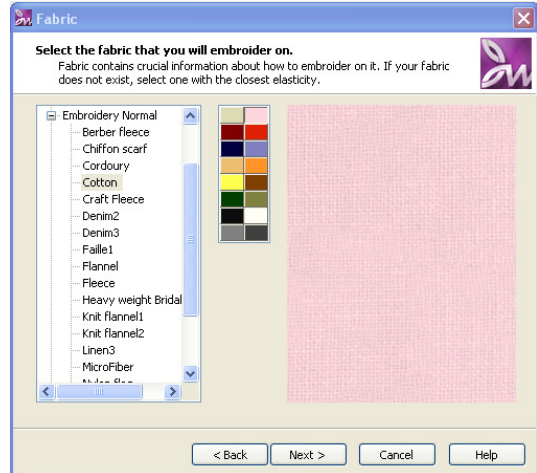 Fabric
Select the fabric that you will embroider on.
Fabric contains crucial information about how to embroider on it. If your fabric
does not exist, select one with the closest elasticity.
Embroidery Normal
Berber fleece
Chiffon scarf
Cordoury
Cotton
Craft Fleece
Denim2
Denim3
Faille1
Flannel
Fleece
Heavy weight Bridal
Knit flannel1
Knit flannel2
Linen3
MicroFiber
< Back
Next >
Cancel
Help